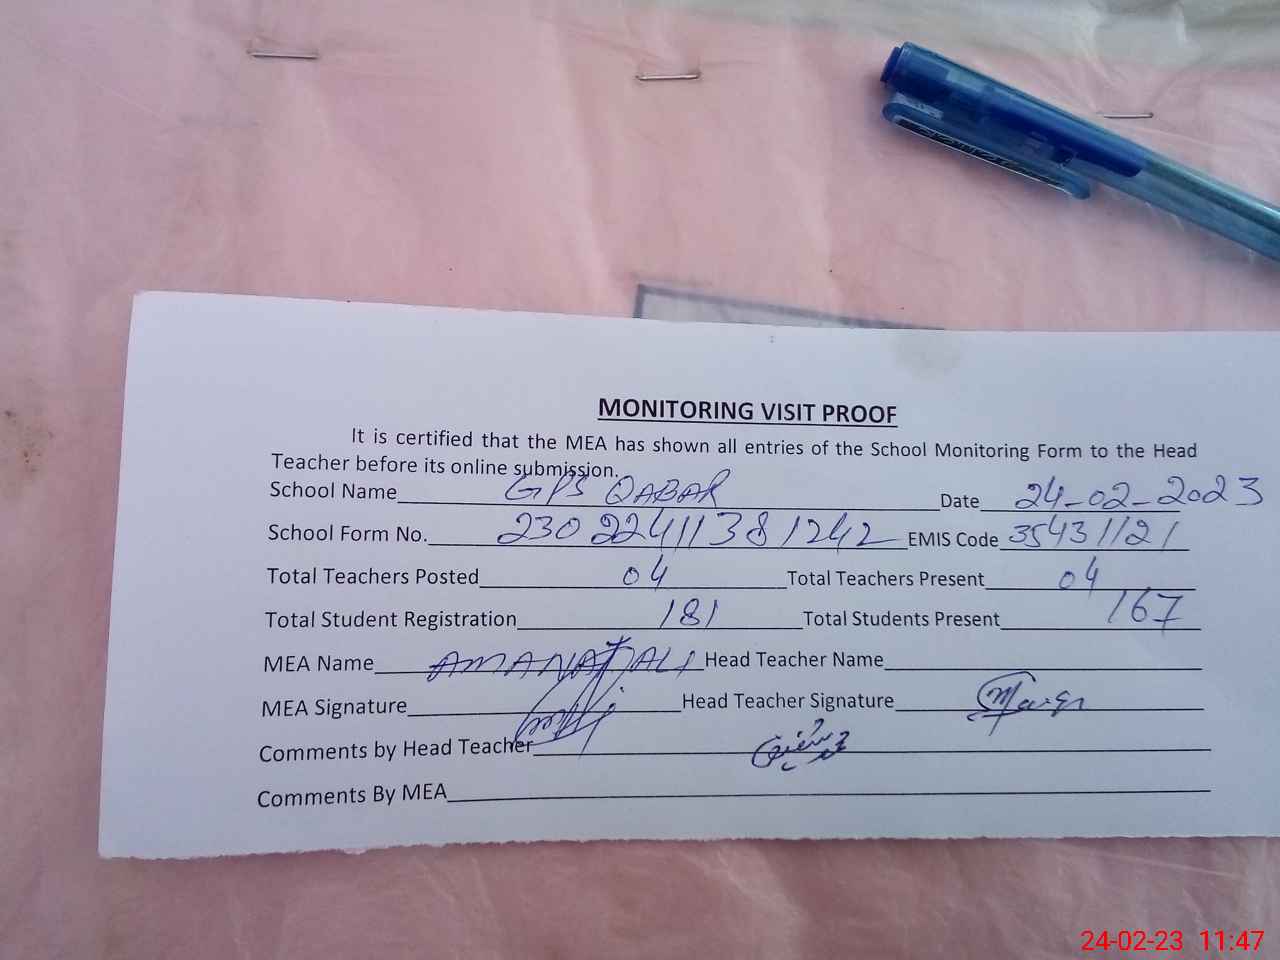 MONITORING VISIT PROOF
It is certified that the MEA has shown all entries of the School Monitoring Form to the Head
Teacher before its online submission.
School Name GPS QABAR Date 24-02-2023
School Form No. 23022411381242 EMIS Code 35431121
Total Teachers Posted 04 Total Teachers Present 04
Total Student Registration 181 Total Students Present 167
MEA Name AMANAT ALI Head Teacher Name
MEA Signature Head Teacher Signature
Comments by Head Teacher
Comments By MEA
24-02-23 11:47